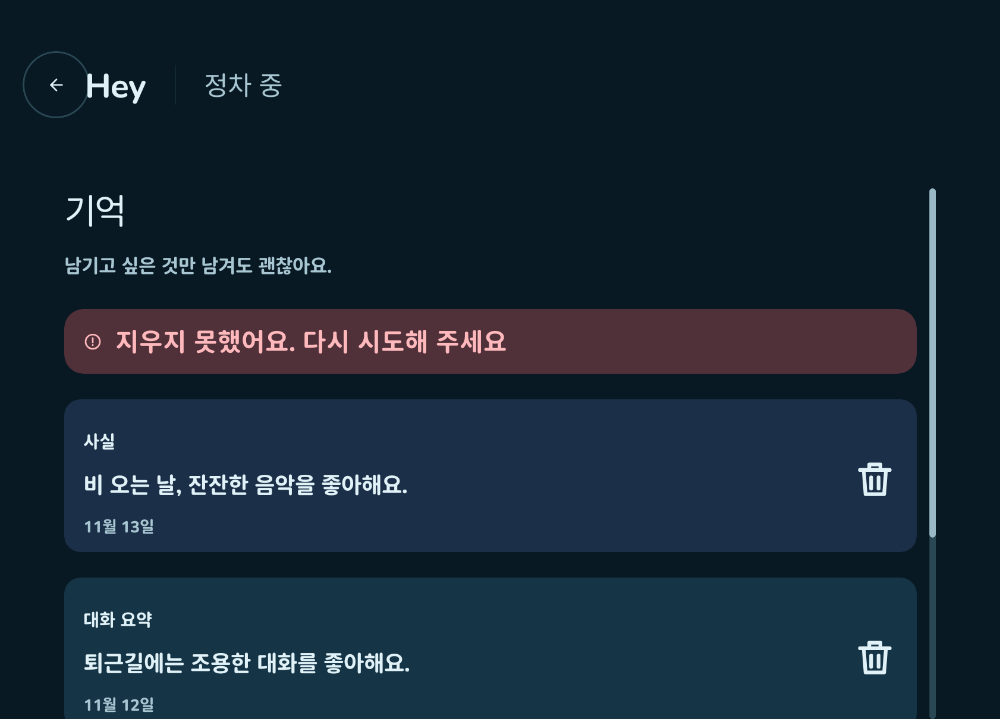 Hey
정차 중
기억
남기고 싶은 것만 남겨도 괜찮아요.
지우지 못했어요. 다시 시도해 주세요
사실
비 오는 날, 잔잔한 음악을 좋아해요.
11월 13일
대화 요약
퇴근길에는 조용한 대화를 좋아해요.
11월 12일